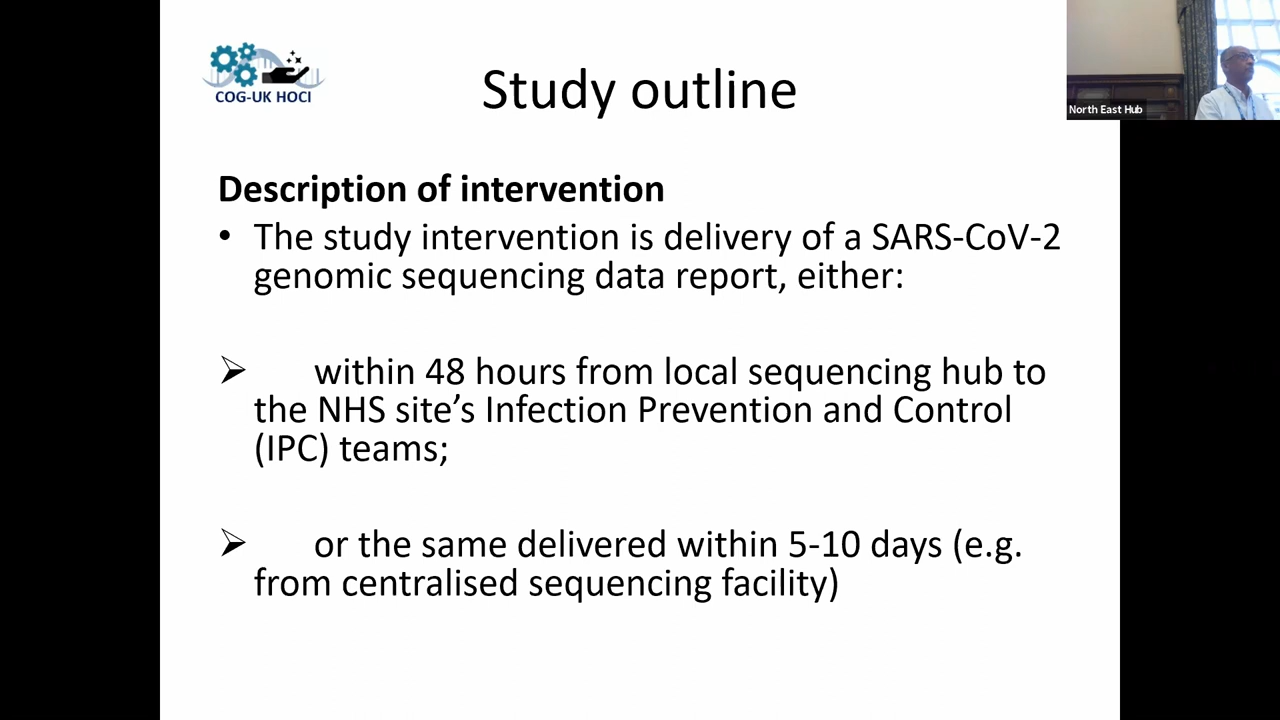 COG-UK HOCI
Study outline
North East Hub
Description of intervention
• The study intervention is delivery of a SARS-CoV-2
genomic sequencing data report, either:
➢ within 48 hours from local sequencing hub to
the NHS site’s Infection Prevention and Control
(IPC) teams;
➢ or the same delivered within 5-10 days (e.g.
from centralised sequencing facility)